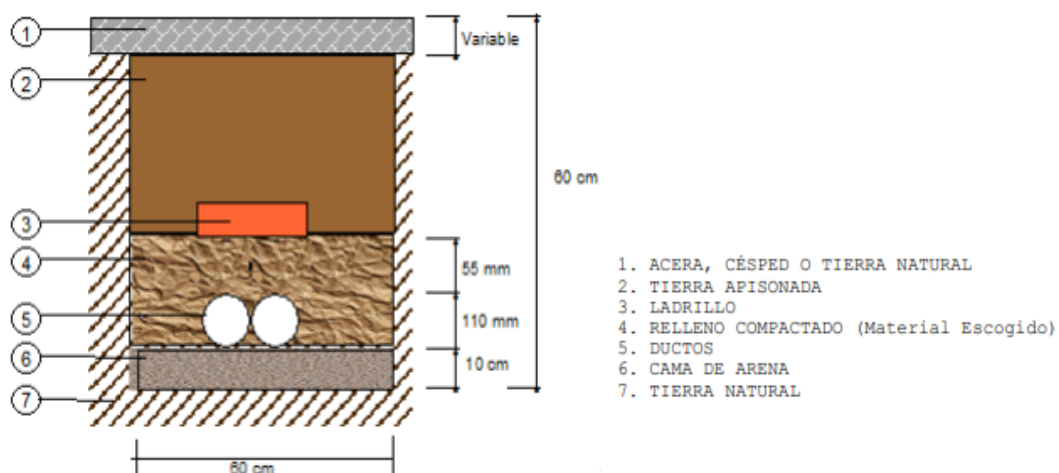 1
Variable
2
60 cm
3
4
55 mm
5
110 mm
6
10 cm
7
60 cm
1. ACERA, CÉSPED O TIERRA NATURAL
2. TIERRA APISONADA
3. LADRILLO
4. RELLENO COMPACTADO (Material Escogido)
5. DUCTOS
6. CAMA DE ARENA
7. TIERRA NATURAL